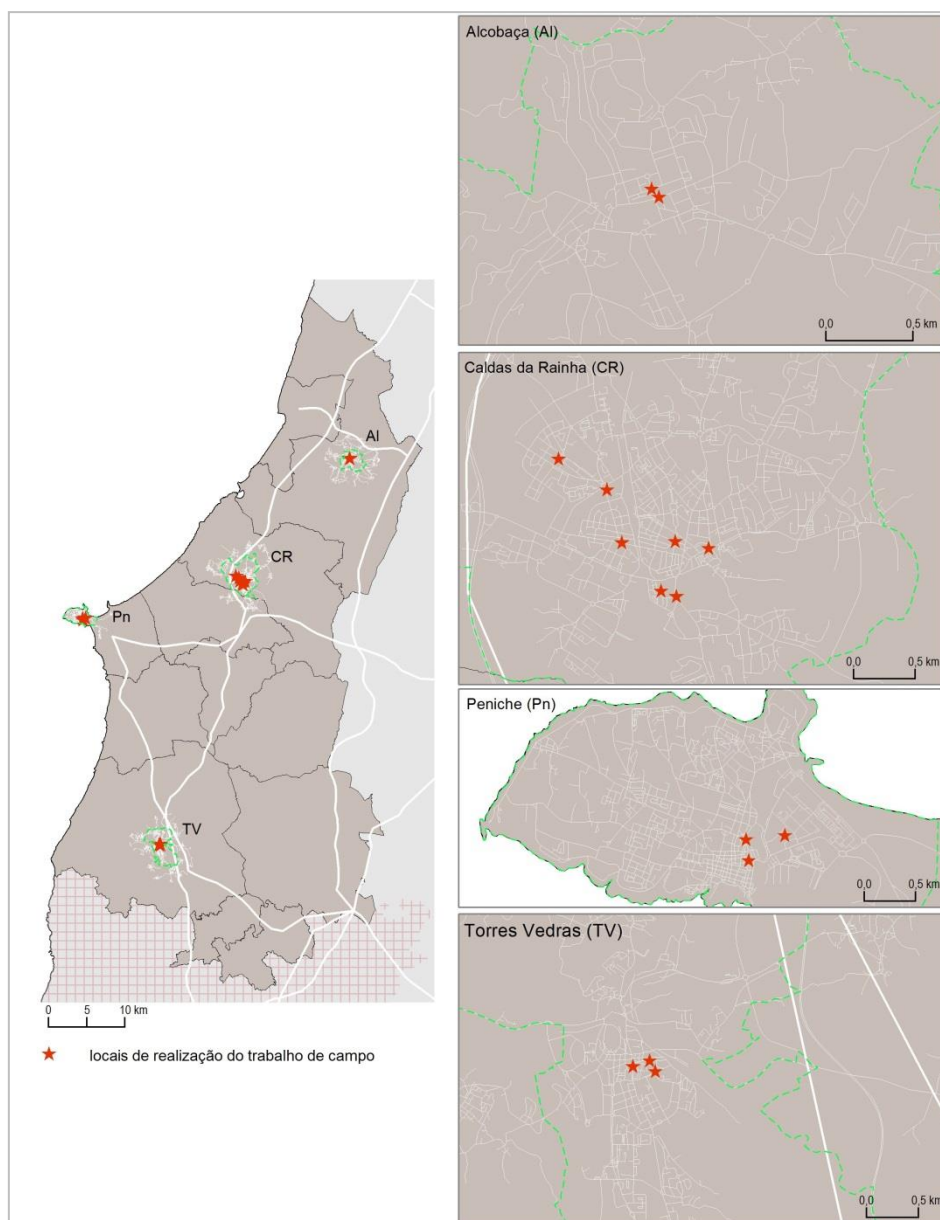 Al
CR
Pn
TV
0 5 10 km
locais de realização do trabalho de campo
Alcobaça (Al)
0,0 0,5 km
Caldas da Rainha (CR)
0,0 0,5 km
Peniche (Pn)
0,0 0,5 km
Torres Vedras (TV)
0,0 0,5 km